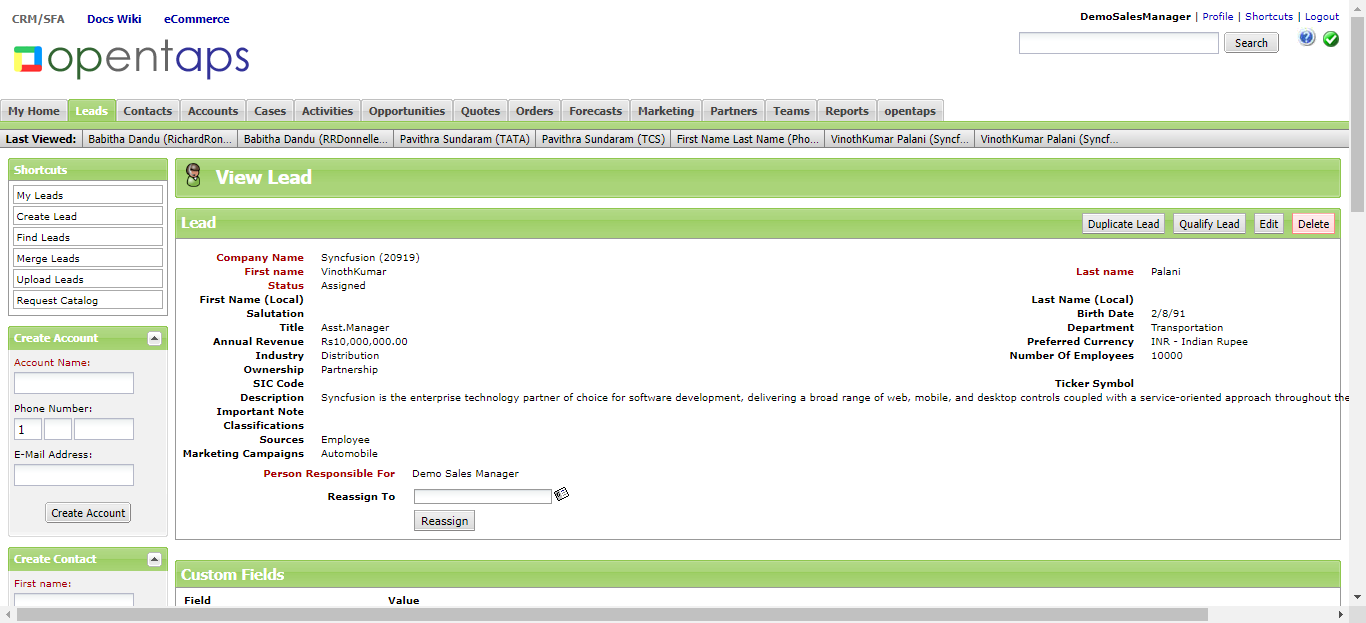 CRM/SFA Docs Wiki eCommerce
DemoSalesManager | Profile | Shortcuts | Logout
opentaps
Search
My Home Leads Contacts Accounts Cases Activities Opportunities Quotes Orders Forecasts Marketing Partners Teams Reports opentaps
Last Viewed: Babitha Dandu (RichardRon... Babitha Dandu (RRDonnelle... Pavithra Sundaram (TATA) Pavithra Sundaram (TCS) First Name Last Name (Pho... VinothKumar Palani (Syncf... VinothKumar Palani (Syncf...
Shortcuts
My Leads
Create Lead
Find Leads
Merge Leads
Upload Leads
Request Catalog
Create Account
Account Name:
Phone Number:
1
E-Mail Address:
Create Account
Create Contact
First name:
View Lead
Lead
Duplicate Lead Qualify Lead Edit Delete
Company Name Syncfusion (20919)
First name VinothKumar Last name Palani
Status Assigned
First Name (Local) Last Name (Local)
Salutation Birth Date 2/8/91
Title Asst.Manager Department Transportation
Annual Revenue Rs10,000,000.00 Preferred Currency INR - Indian Rupee
Industry Distribution Number Of Employees 10000
Ownership Partnership
SIC Code Ticker Symbol
Description Syncfusion is the enterprise technology partner of choice for software development, delivering a broad range of web, mobile, and desktop controls coupled with a service-oriented approach throughout the
Important Note
Classifications
Sources Employee
Marketing Campaigns Automobile
Person Responsible For Demo Sales Manager
Reassign To
Reassign
Custom Fields
Field Value